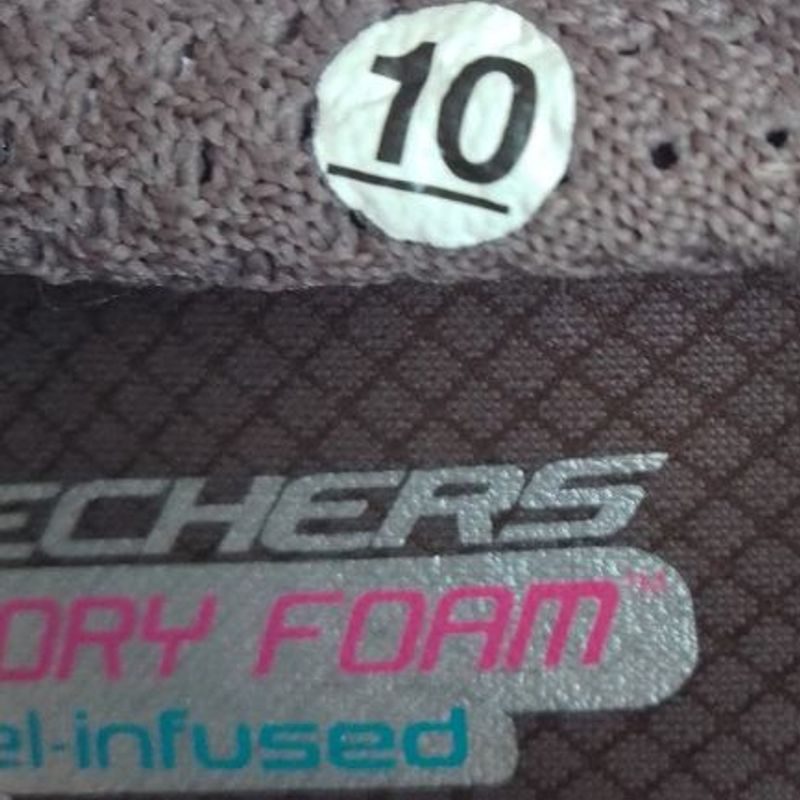 10
ECHERS
ORY FOAM™
el-infused